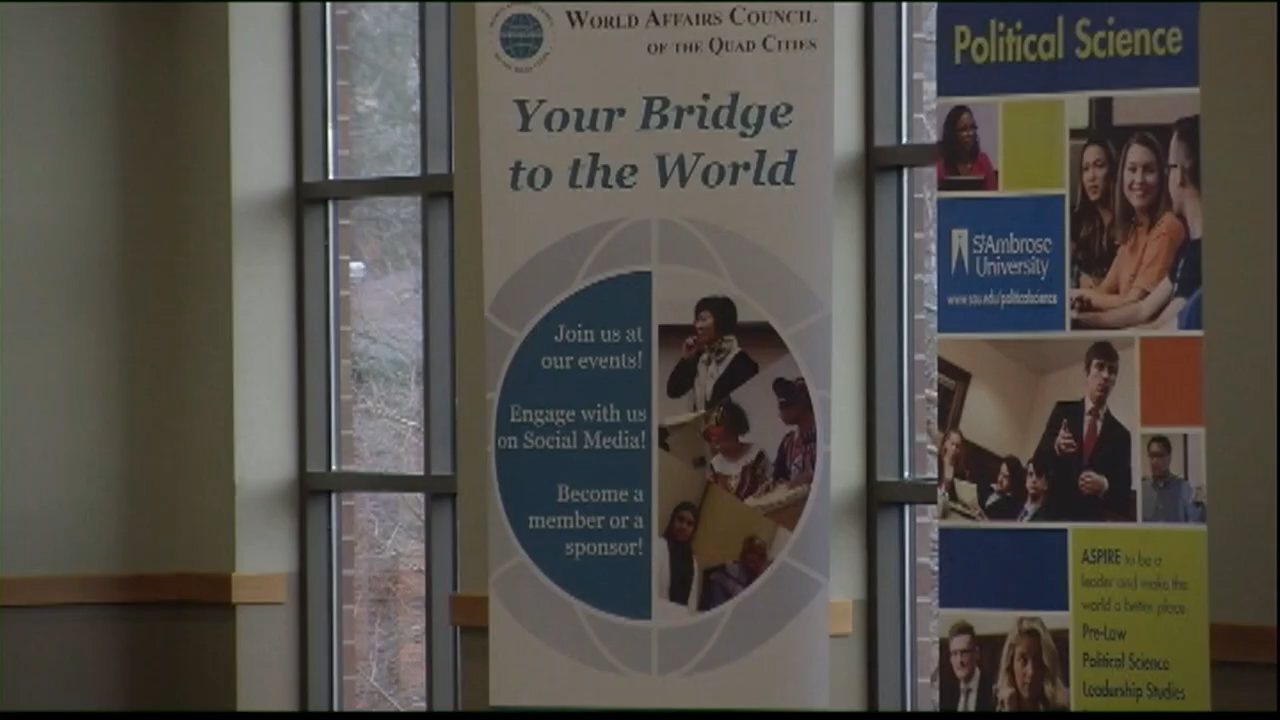 WORLD AFFAIRS COUNCIL
OF THE QUAD CITIES
Your Bridge
to the World
Join us at
our events!
Engage with us
on Social Media!
Become a
member or a
sponsor!
Political Science
St.Ambrose
University
www.sau.edu/politicalscience
ASPIRE to be a
leader and make the
world a better place.
Pre-Law
Political Science
Leadership Studies